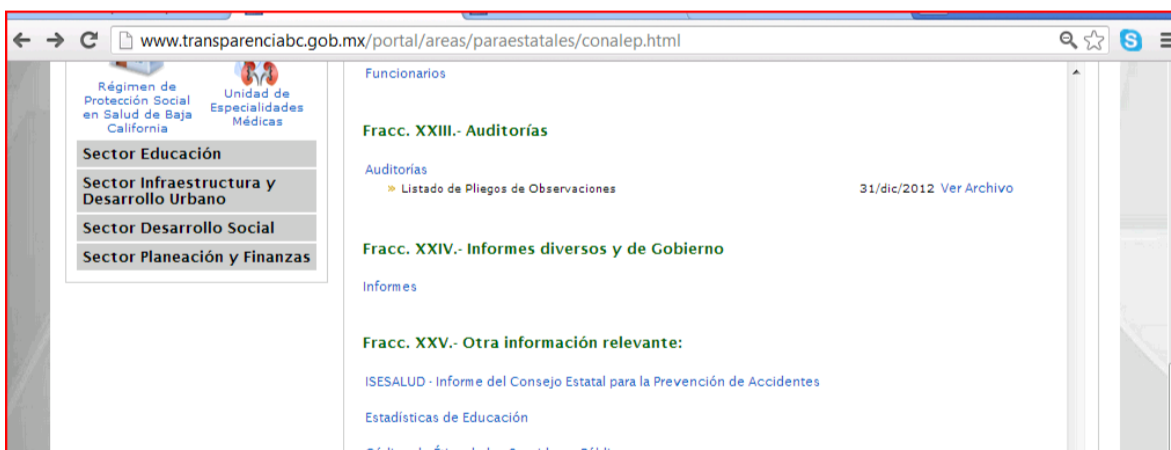 www.transparenciabc.gob.mx/portal/areas/paraestatales/conalep.html
Régimen de
Protección Social
en Salud de Baja
California
Unidad de
Especialidades
Médicas
Sector Educación
Sector Infraestructura y
Desarrollo Urbano
Sector Desarrollo Social
Sector Planeación y Finanzas
Funcionarios
Fracc. XXIII.- Auditorías
Auditorías
» Listado de Pliegos de Observaciones 31/dic/2012 Ver Archivo
Fracc. XXIV.- Informes diversos y de Gobierno
Informes
Fracc. XXV.- Otra información relevante:
ISESALUD - Informe del Consejo Estatal para la Prevención de Accidentes
Estadísticas de Educación